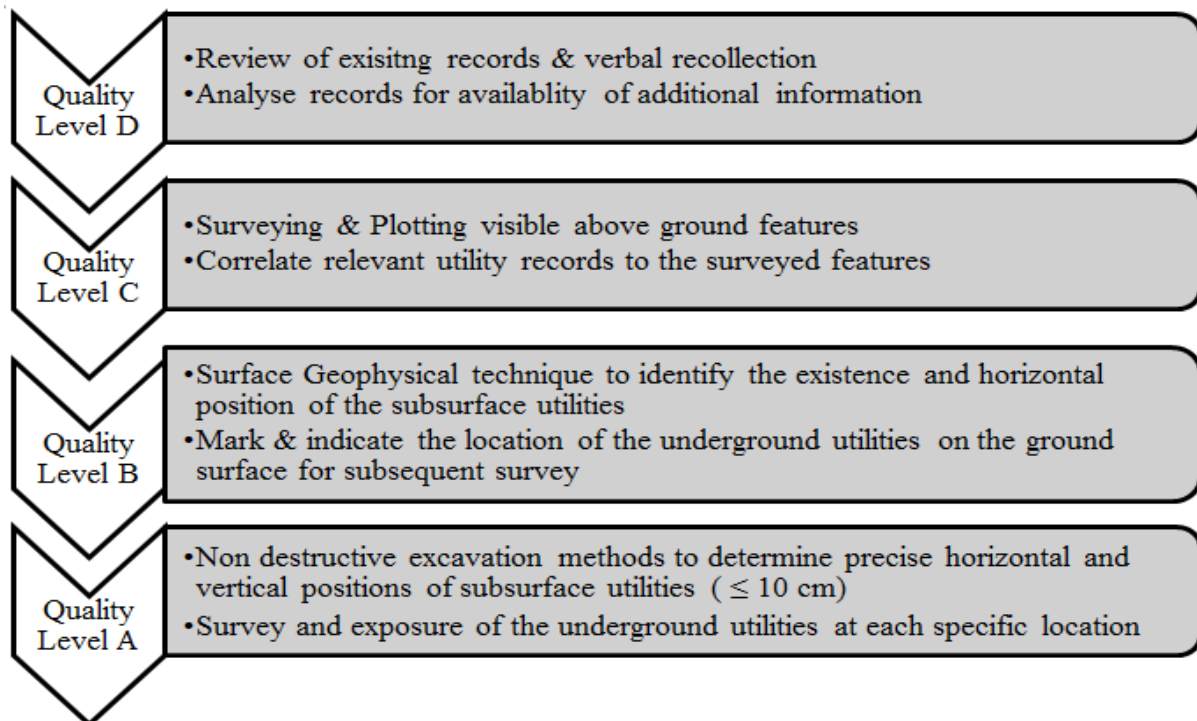 Quality
Level D
•Review of exisitng records & verbal recollection
•Analyse records for availablity of additional information
Quality
Level C
•Surveying & Plotting visible above ground features
•Correlate relevant utility records to the surveyed features
Quality
Level B
•Surface Geophysical technique to identify the existence and horizontal
position of the subsurface utilities
•Mark & indicate the location of the underground utilities on the ground
surface for subsequent survey
Quality
Level A
•Non destructive excavation methods to determine precise horizontal and
vertical positions of subsurface utilities ( ≤ 10 cm)
•Survey and exposure of the underground utilities at each specific location